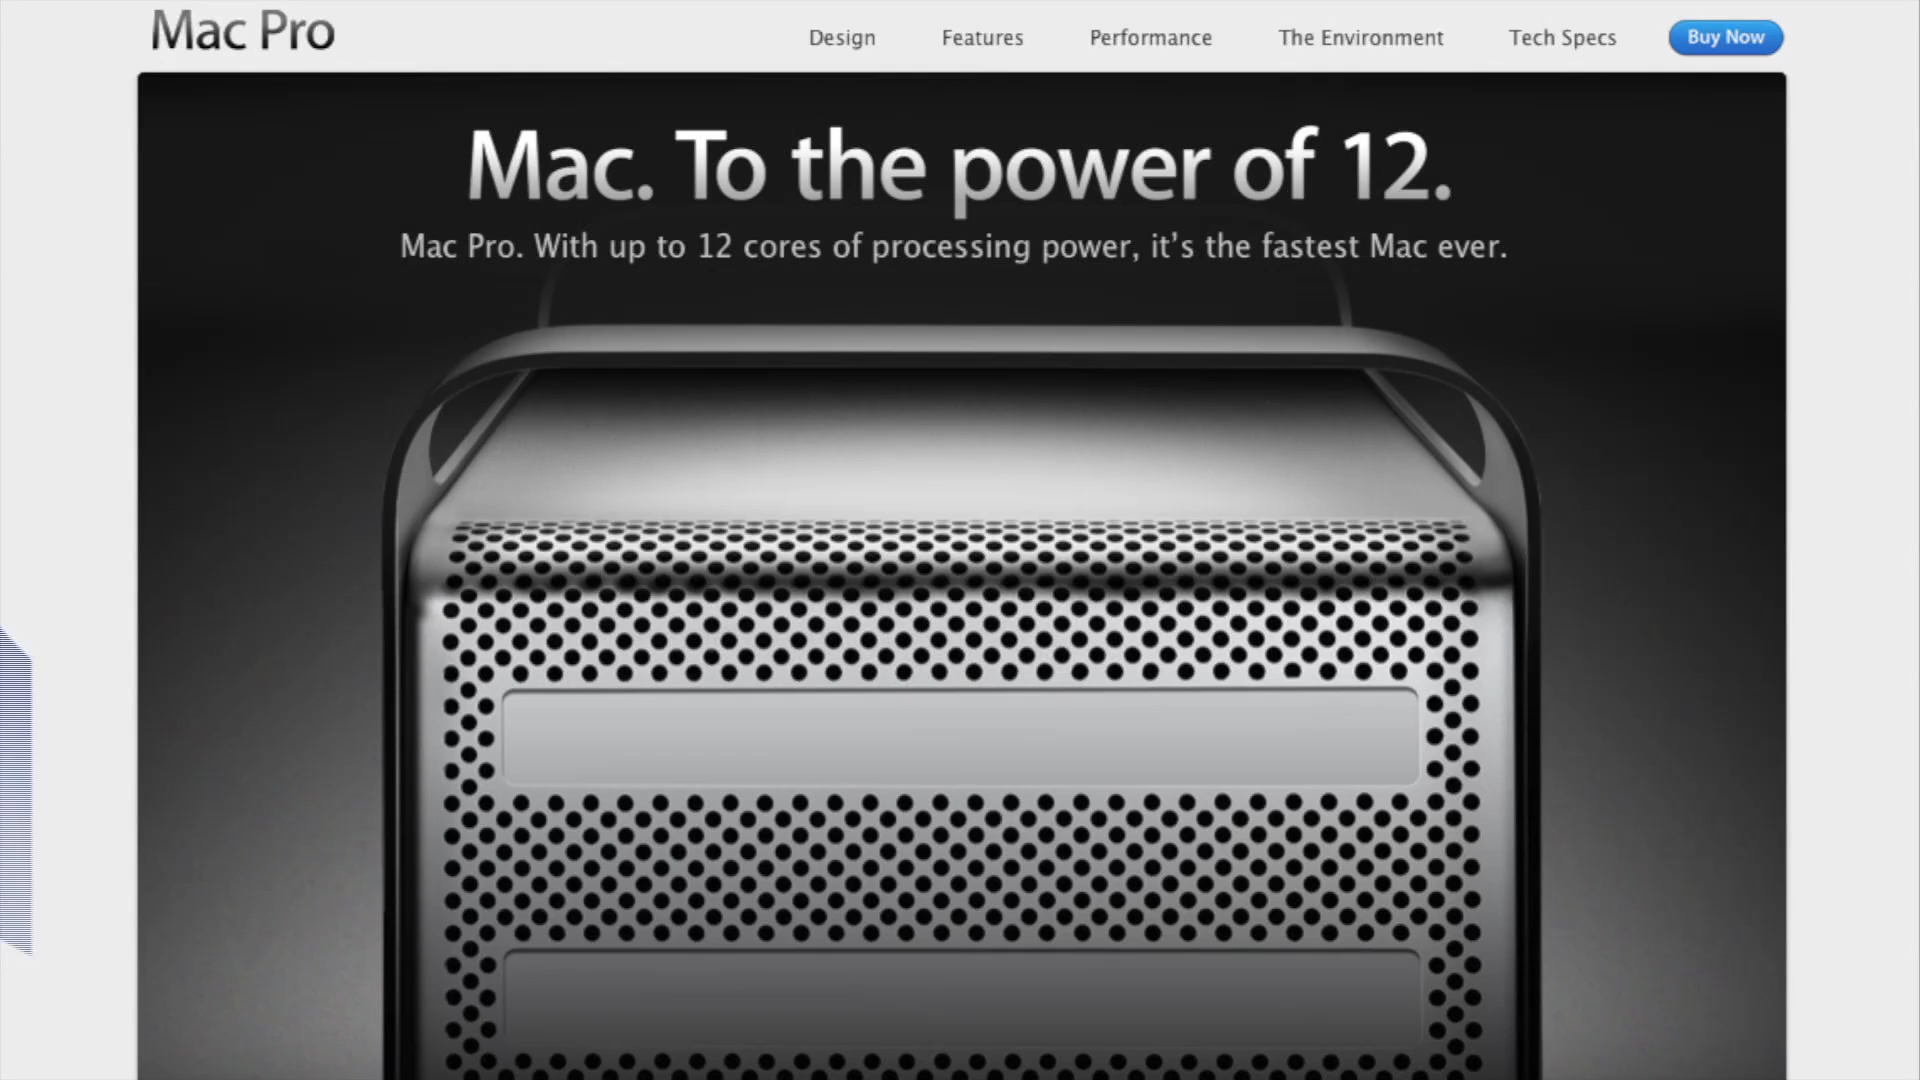 Mac Pro
Design Features Performance The Environment Tech Specs Buy Now
Mac. To the power of 12.
Mac Pro. With up to 12 cores of processing power, it’s the fastest Mac ever.